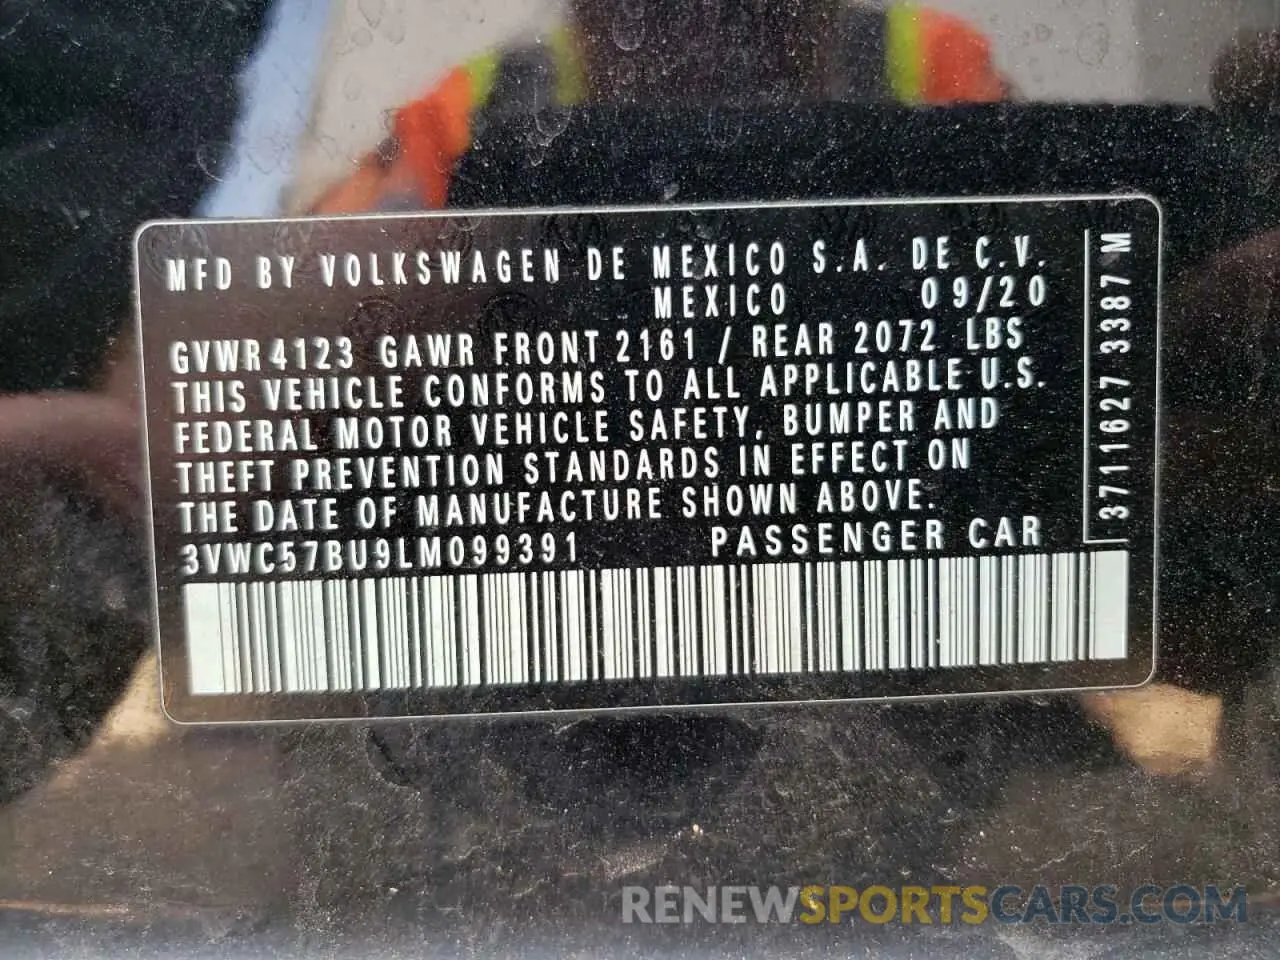 MFD BY VOLKSWAGEN DE MEXICO S.A. DE C.V.
MEXICO 09/20
GVWR 4123 GAWR FRONT 2161 / REAR 2072 LBS
THIS VEHICLE CONFORMS TO ALL APPLICABLE U.S.
FEDERAL MOTOR VEHICLE SAFETY, BUMPER AND
THEFT PREVENTION STANDARDS IN EFFECT ON
THE DATE OF MANUFACTURE SHOWN ABOVE.
3VWC57BU9LM099391 PASSENGER CAR
3711627 3387 M
RENEWSPORTSCARS.COM